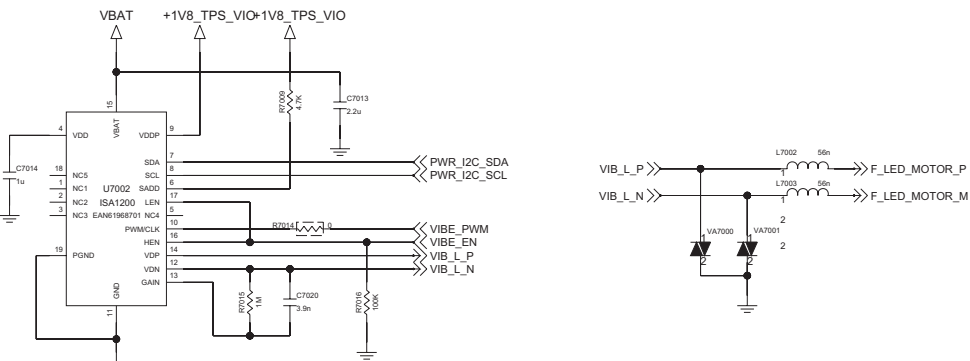 VBAT
+1V8_TPS_VIO
+1V8_TPS_VIO
R7009
4.7K
C7013
2.2u
15
VBAT
4
VDD
VDDP
9
C7014
1u
SDA
7
PWR_I2C_SDA
18
NC5
SCL
8
PWR_I2C_SCL
1
NC1
U7002
SADD
6
2
NC2
ISA1200
LEN
17
3
NC3
EAN61968701
NC4
5
PWM/CLK
10
R7014
0
VIBE_PWM
HEN
16
VIBE_EN
19
PGND
VDP
14
VIB_L_P
VDN
12
VIB_L_N
GAIN
13
GND
11
R7015
1M
C7020
3.9n
R7016
100K
L7002
56n
VIB_L_P
1
F_LED_MOTOR_P
L7003
56n
VIB_L_N
1
F_LED_MOTOR_M
2
2
VA7000
1
2
VA7001
1
2